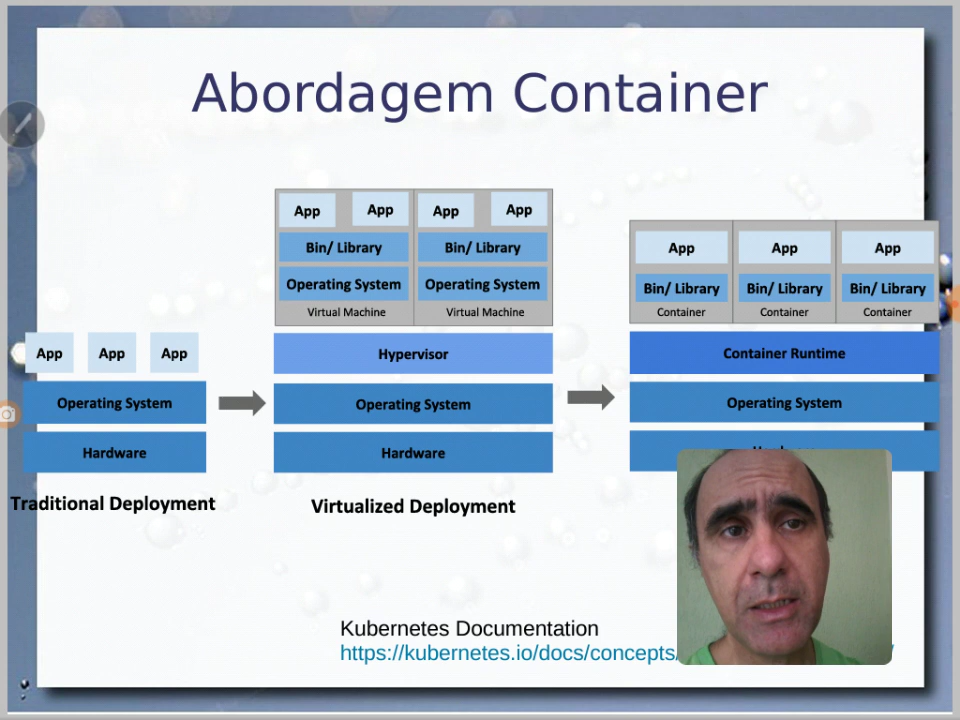 Abordagem Container
App App App
Operating System
Hardware
Traditional Deployment
App App App App
Bin/ Library Bin/ Library
Operating System Operating System
Virtual Machine Virtual Machine
Hypervisor
Operating System
Hardware
Virtualized Deployment
App App App
Bin/ Library Bin/ Library Bin/ Library
Container Container Container
Container Runtime
Operating System
Kubernetes Documentation
https://kubernetes.io/docs/concepts/